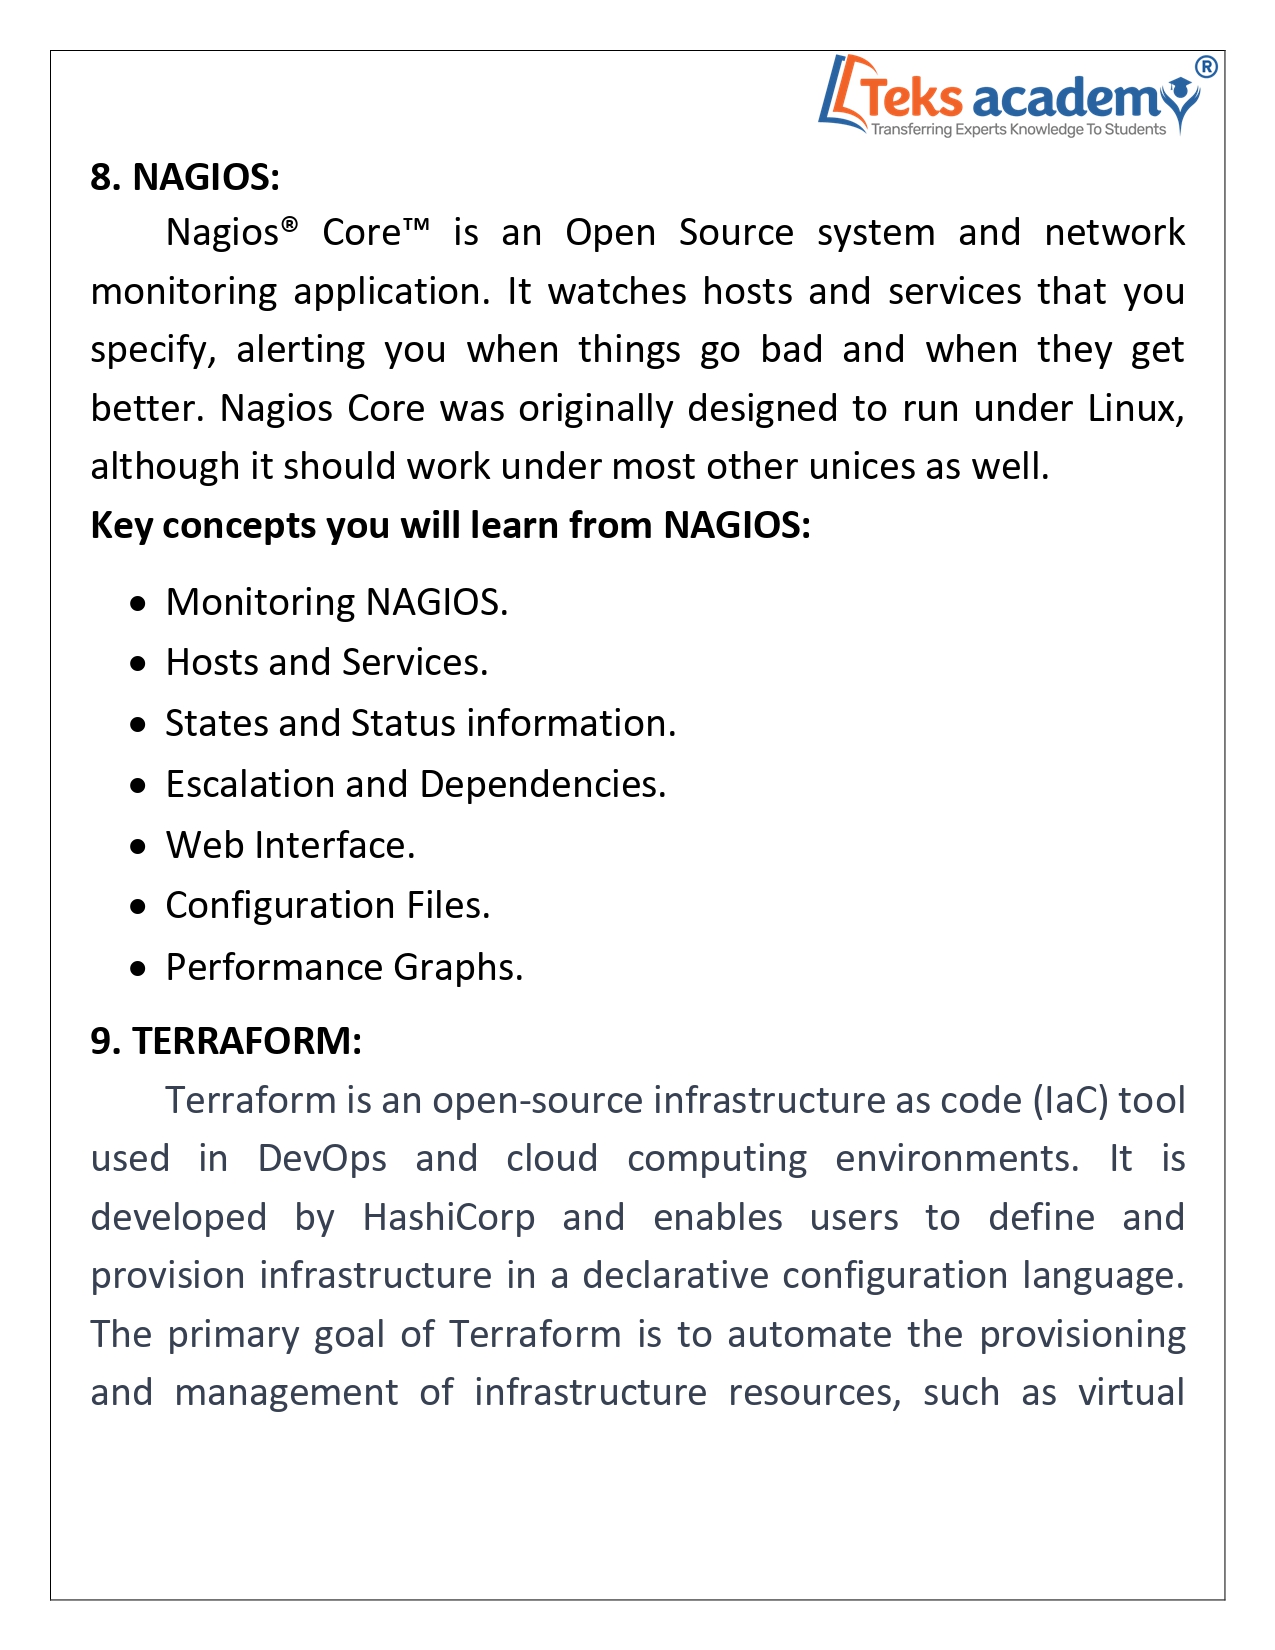 Teks academy®
Transferring Experts Knowledge To Students
8. NAGIOS:
Nagios® Core™ is an Open Source system and network
monitoring application. It watches hosts and services that you
specify, alerting you when things go bad and when they get
better. Nagios Core was originally designed to run under Linux,
although it should work under most other unices as well.
Key concepts you will learn from NAGIOS:
• Monitoring NAGIOS.
• Hosts and Services.
• States and Status information.
• Escalation and Dependencies.
• Web Interface.
• Configuration Files.
• Performance Graphs.
9. TERRAFORM:
Terraform is an open-source infrastructure as code (IaC) tool
used in DevOps and cloud computing environments. It is
developed by HashiCorp and enables users to define and
provision infrastructure in a declarative configuration language.
The primary goal of Terraform is to automate the provisioning
and management of infrastructure resources, such as virtual